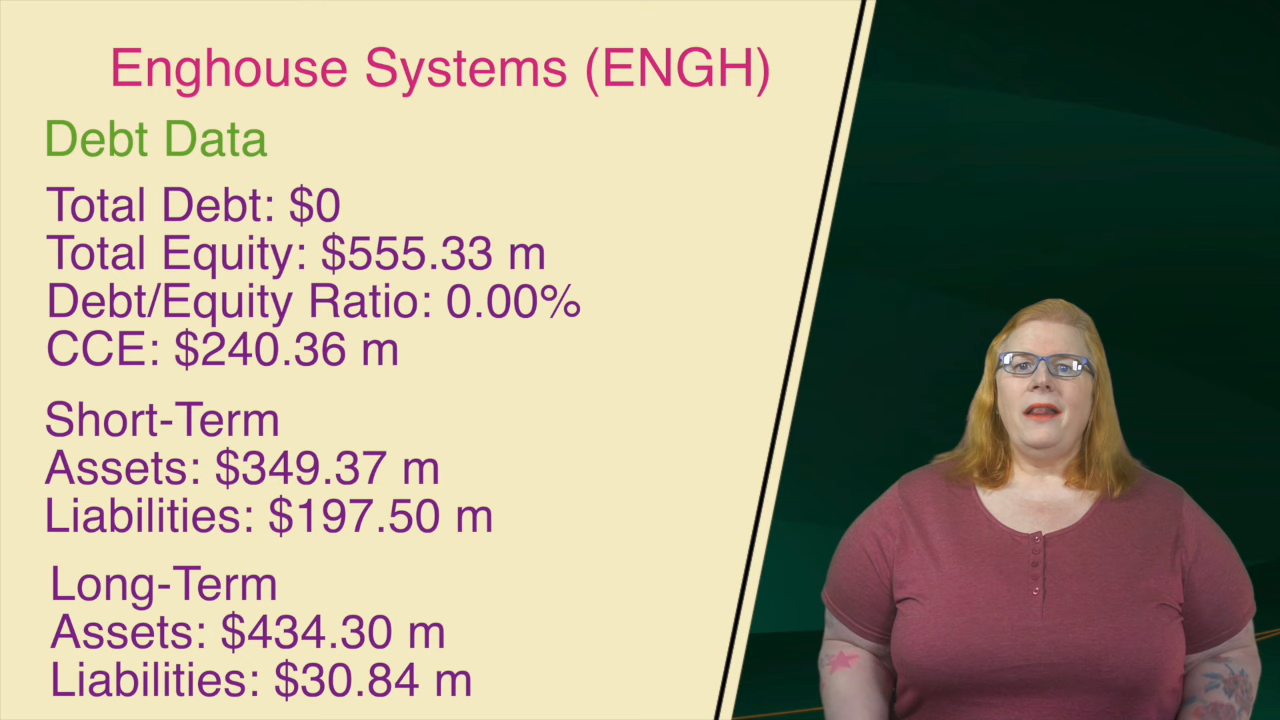 Enghouse Systems (ENGH)
Debt Data
Total Debt: $0
Total Equity: $555.33 m
Debt/Equity Ratio: 0.00%
CCE: $240.36 m
Short-Term
Assets: $349.37 m
Liabilities: $197.50 m
Long-Term
Assets: $434.30 m
Liabilities: $30.84 m